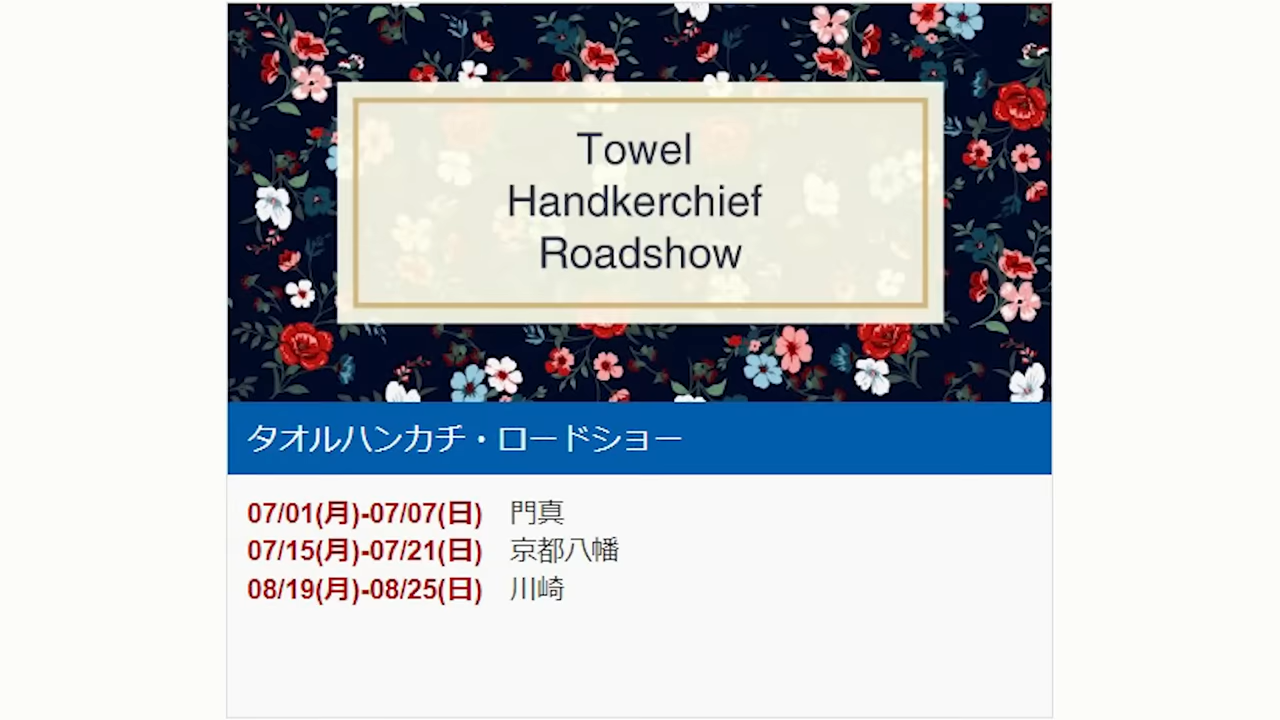 Towel
Handkerchief
Roadshow
タオルハンカチ・ロードショー
07/01(月)-07/07(日) 門真
07/15(月)-07/21(日) 京都八幡
08/19(月)-08/25(日) 川崎